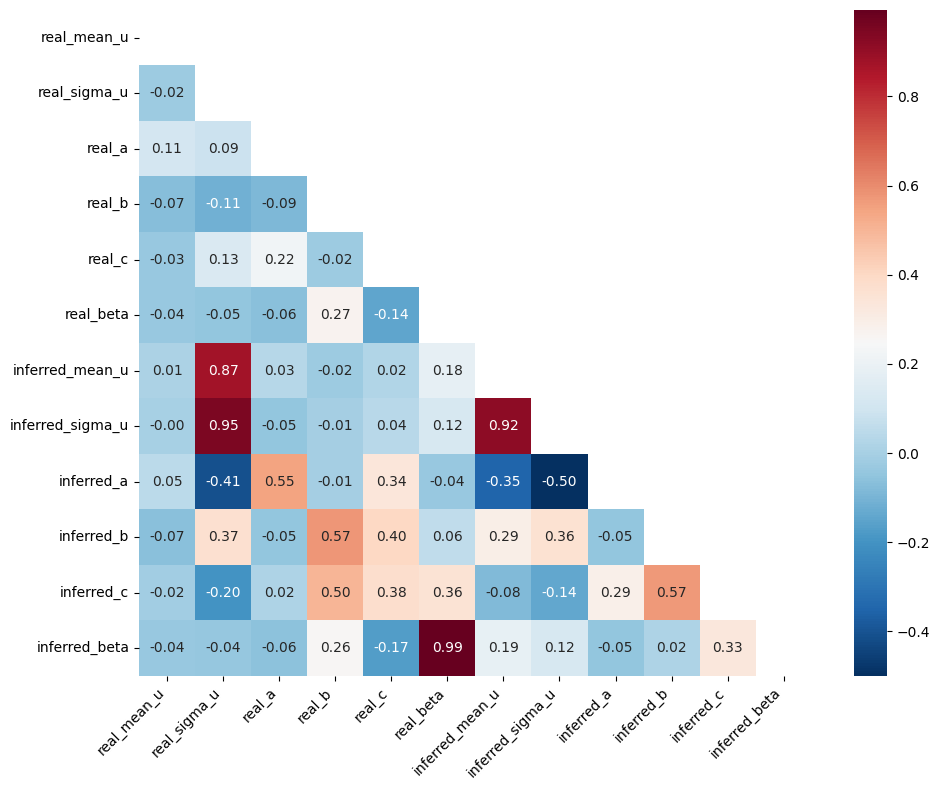 real_mean_u
real_sigma_u -0.02
real_a 0.11 0.09
real_b -0.07 -0.11 -0.09
real_c -0.03 0.13 0.22 -0.02
real_beta -0.04 -0.05 -0.06 0.27 -0.14
inferred_mean_u 0.01 0.87 0.03 -0.02 0.02 0.18
inferred_sigma_u -0.00 0.95 -0.05 -0.01 0.04 0.12 0.92
inferred_a 0.05 -0.41 0.55 -0.01 0.34 -0.04 -0.35 -0.50
inferred_b -0.07 0.37 -0.05 0.57 0.40 0.06 0.29 0.36 -0.05
inferred_c -0.02 -0.20 0.02 0.50 0.38 0.36 -0.08 -0.14 0.29 0.57
inferred_beta -0.04 -0.04 -0.06 0.26 -0.17 0.99 0.19 0.12 -0.05 0.02 0.33
real_mean_u
real_sigma_u
real_a
real_b
real_c
real_beta
inferred_mean_u
inferred_sigma_u
inferred_a
inferred_b
inferred_c
inferred_beta
0.8
0.6
0.4
0.2
0.0
−0.2
−0.4